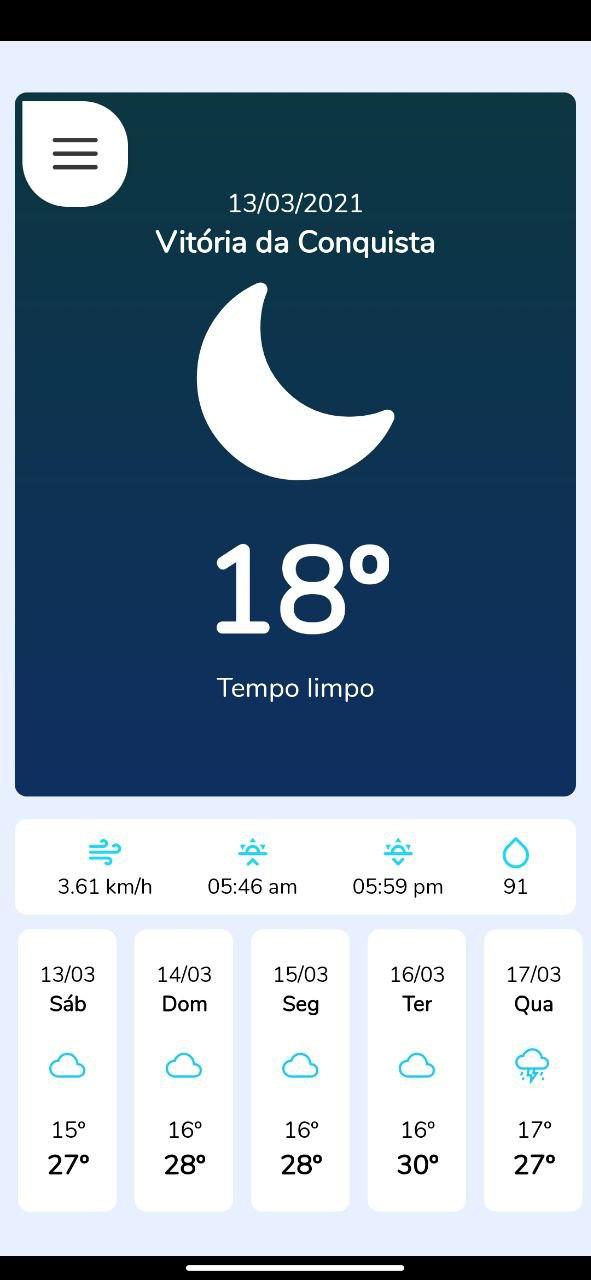 13/03/2021
Vitória da Conquista
18º
Tempo limpo
3.61 km/h 05:46 am 05:59 pm 91
13/03 14/03 15/03 16/03 17/03
Sáb Dom Seg Ter Qua
15º 16º 16º 16º 17º
27º 28º 28º 30º 27º